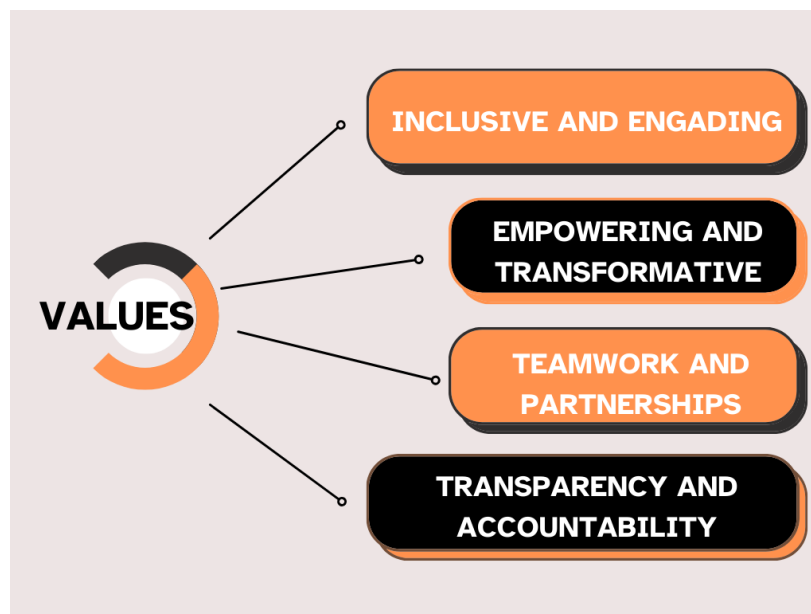 VALUES
INCLUSIVE AND ENGADING
EMPOWERING AND
TRANSFORMATIVE
TEAMWORK AND
PARTNERSHIPS
TRANSPARENCY AND
ACCOUNTABILITY